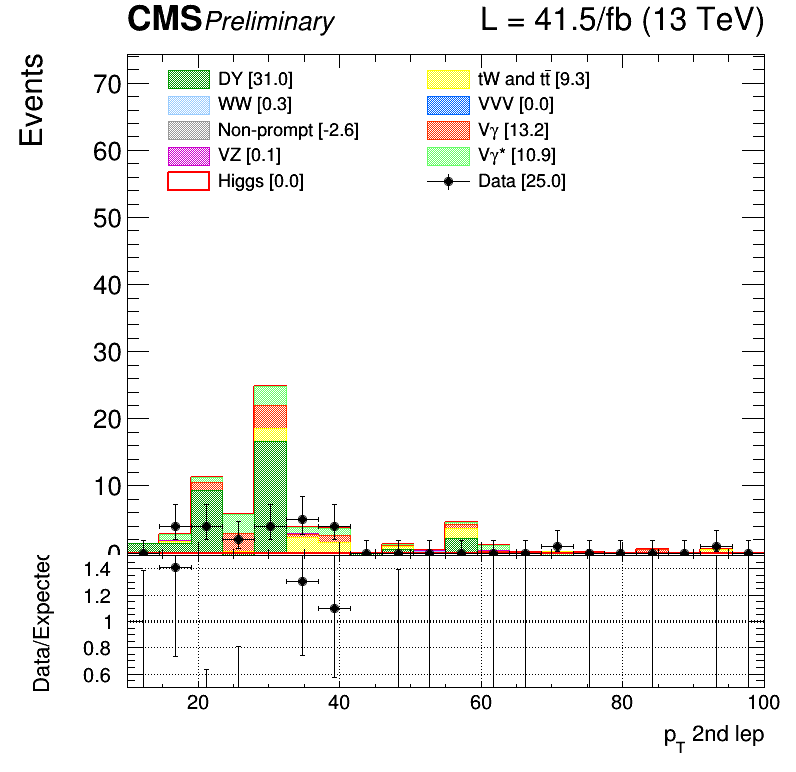 CMS Preliminary L = 41.5/fb (13 TeV)
Events
70
60
50
40
30
20
10
0
DY [31.0]
WW [0.3]
Non-prompt [-2.6]
VZ [0.1]
Higgs [0.0]
tW and tt̄ [9.3]
VVV [0.0]
Vγ [13.2]
Vγ* [10.9]
Data [25.0]
Data/Expected
1.4
1.2
1
0.8
0.6
20 40 60 80 100
p_T 2nd lep